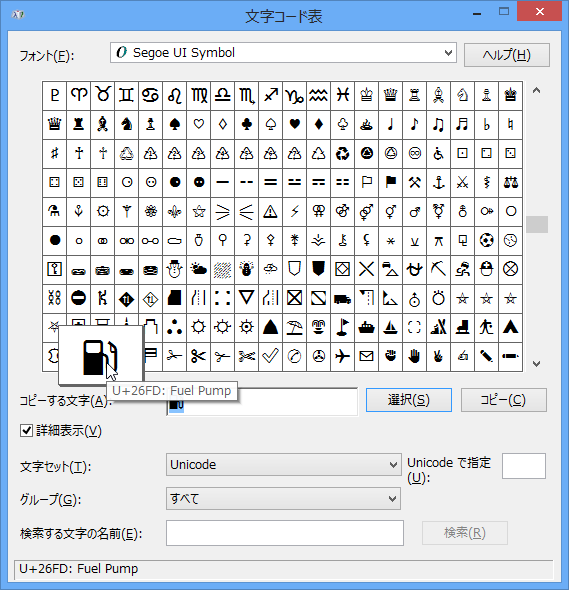 文字コード表
フォント(F): Segoe UI Symbol ヘルプ(H)
コピーする文字(A): 選択(S) コピー(C)
U+26FD: Fuel Pump
詳細表示(V)
文字セット(T): Unicode Unicode で指定(U):
グループ(G): すべて
検索する文字の名前(E): 検索(R)
U+26FD: Fuel Pump